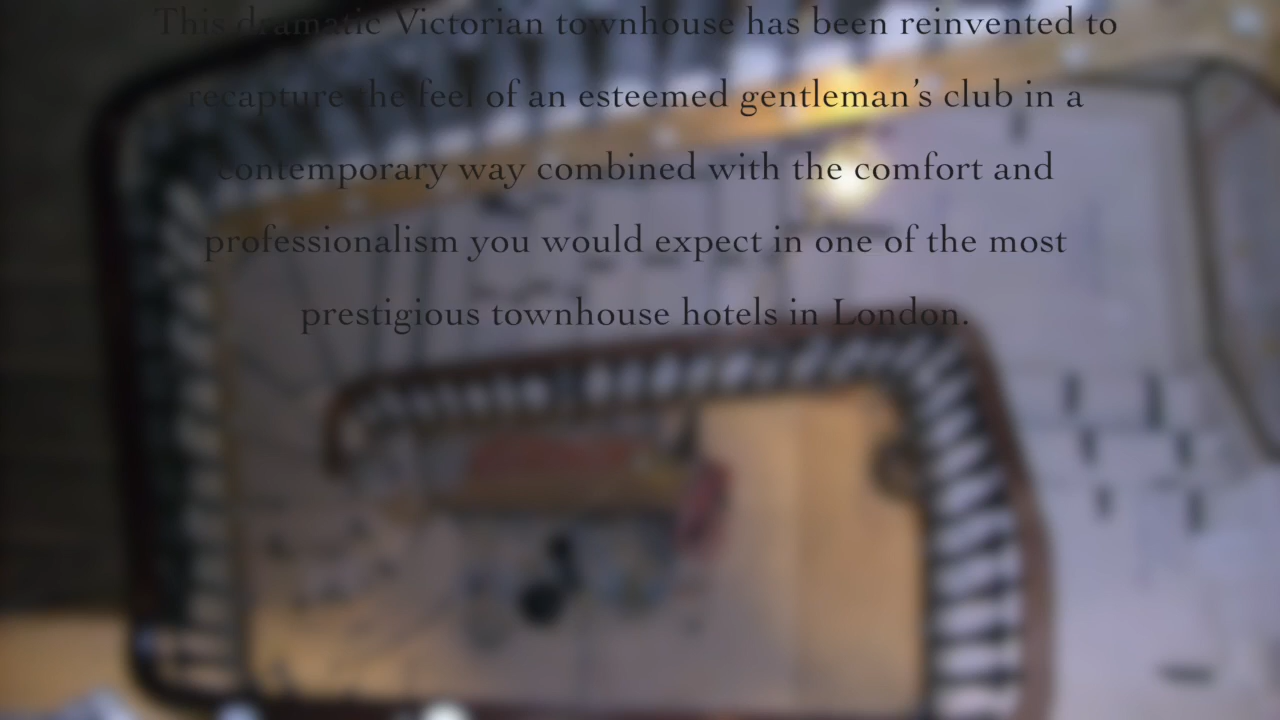 This dramatic Victorian townhouse has been reinvented to
recapture the feel of an esteemed gentleman’s club in a
contemporary way combined with the comfort and
professionalism you would expect in one of the most
prestigious townhouse hotels in London.